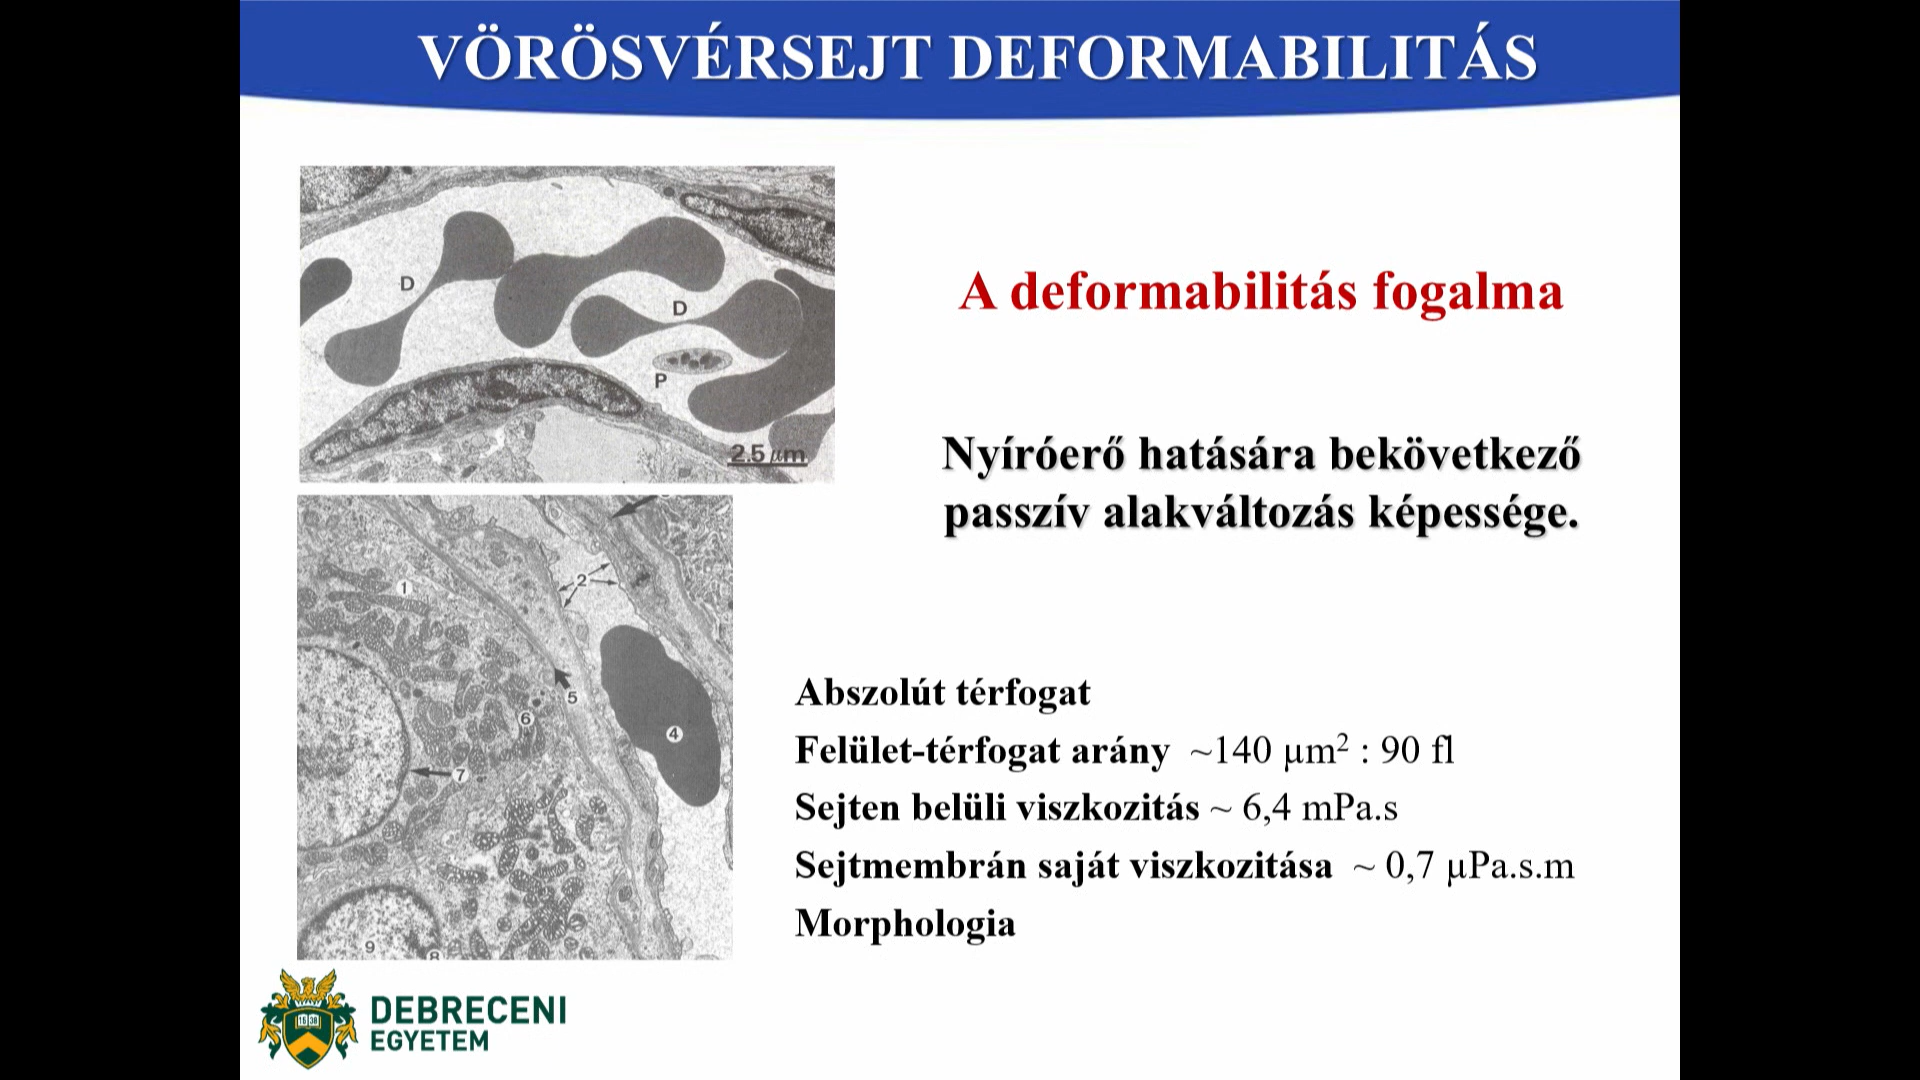 VÖRÖSVÉRSEJT DEFORMABILITÁS
D
D
P
2.5 µm
A deformabilitás fogalma
Nyíróerő hatására bekövetkező
passzív alakváltozás képessége.
1
2
5
6
4
7
9
8
Abszolút térfogat
Felület-térfogat arány ~140 µm² : 90 fl
Sejten belüli viszkozitás ~ 6,4 mPa.s
Sejtmembrán saját viszkozitása ~ 0,7 µPa.s.m
Morphologia
1538
DEBRECENI
EGYETEM